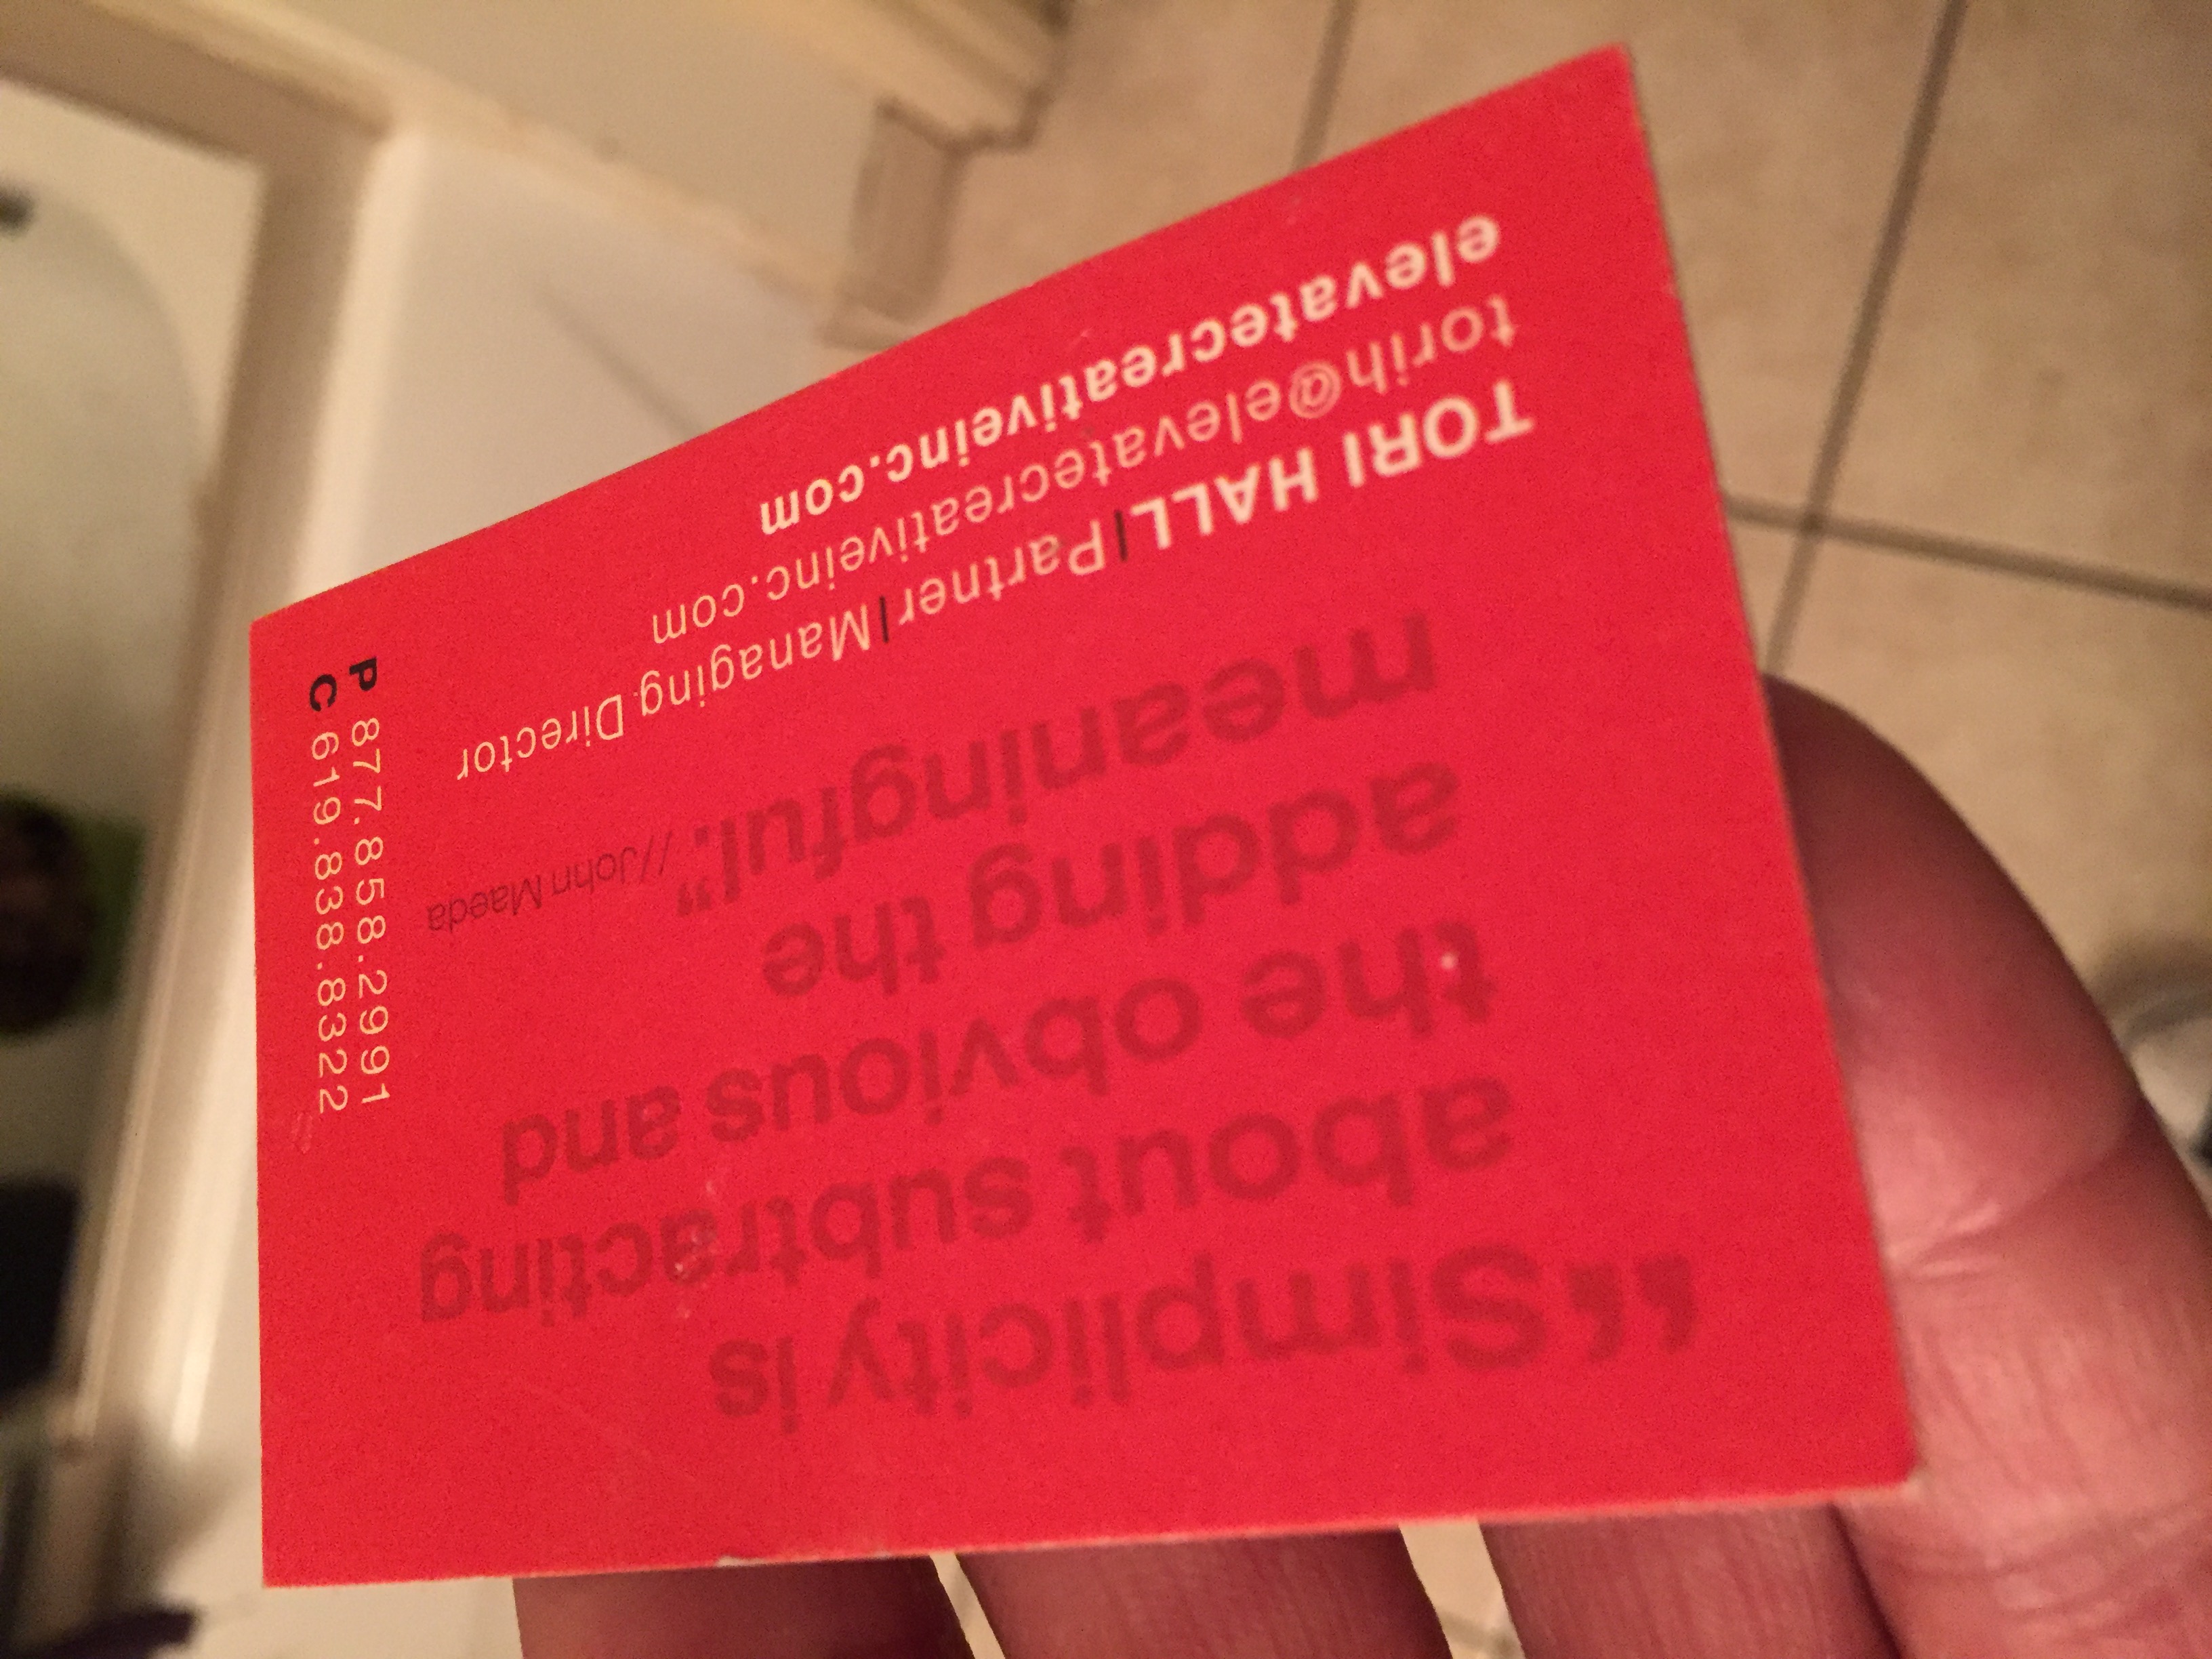 “Simplicity is
about subtracting
the obvious and
adding the
meaningful.” //John Maeda
TORI HALL|Partner|Managing Director
torih@elevatecreativeinc.com
elevatecreativeinc.com
P 877.858.2991
C 619.838.8322